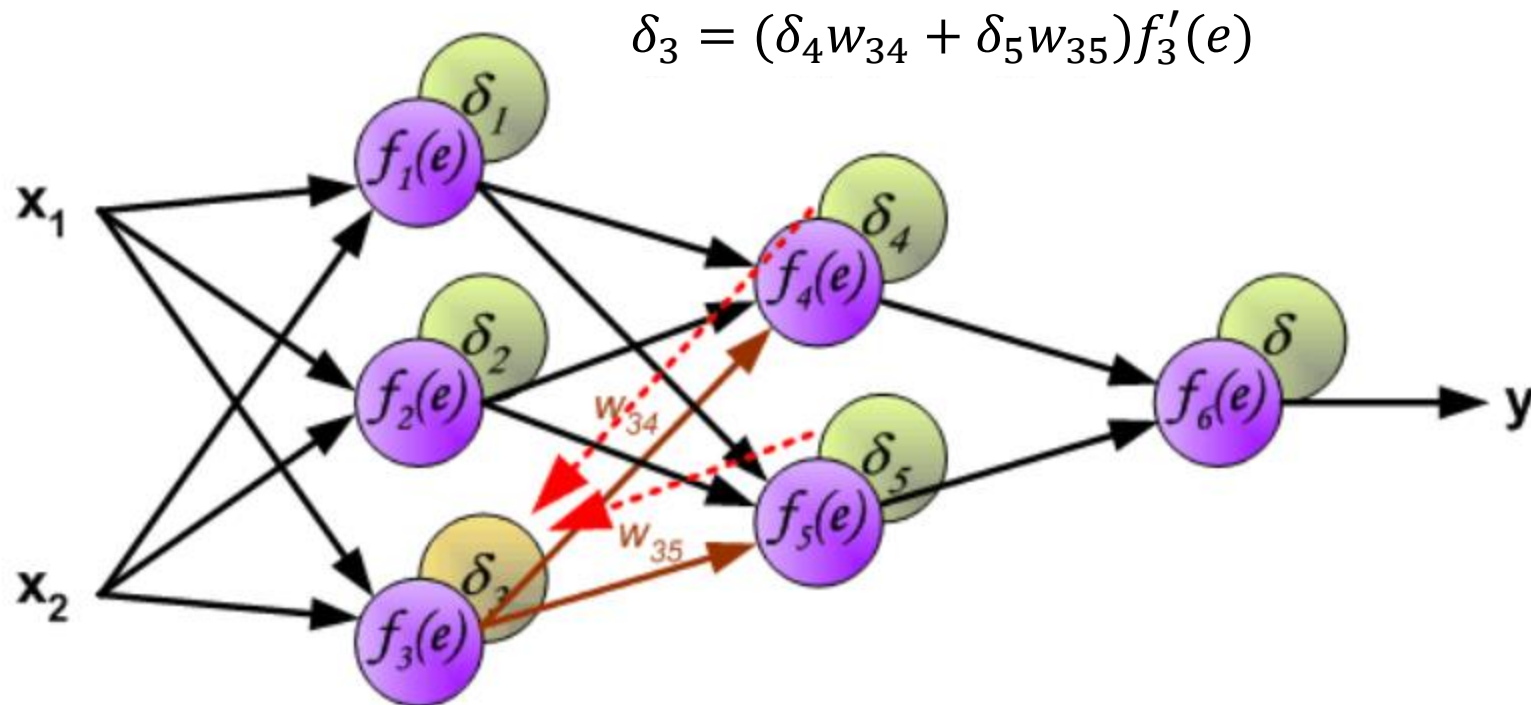 δ₃ = (δ₄w₃₄ + δ₅w₃₅)f₃′(e)
δ₁
f₁(e)
x₁
δ₄
f₄(e)
δ₂
f₂(e)
δ
f₆(e)
y
w₃₄
δ₅
f₅(e)
w₃₅
x₂
δ₃
f₃(e)